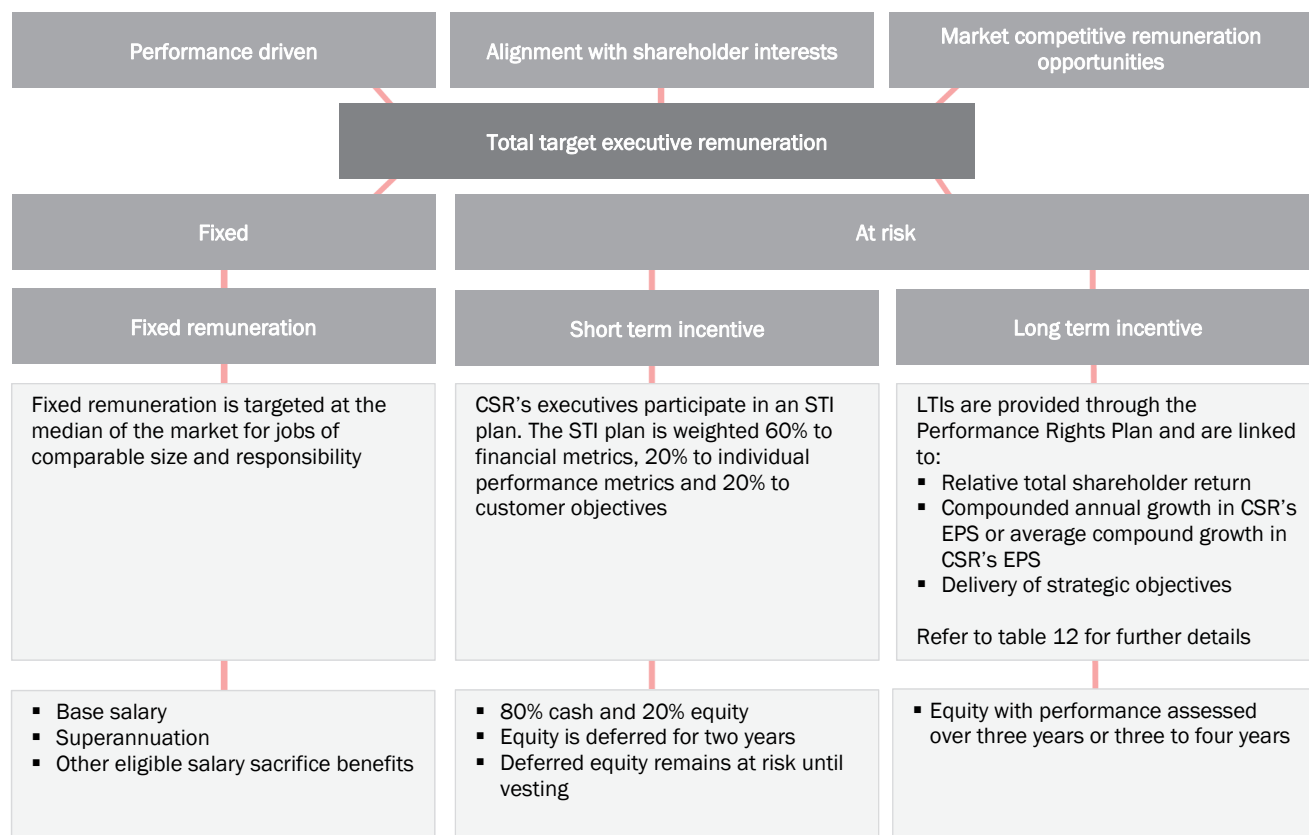 Performance driven
Alignment with shareholder interests
Market competitive remuneration
opportunities
Total target executive remuneration
Fixed
At risk
Fixed remuneration
Short term incentive
Long term incentive
Fixed remuneration is targeted at the
median of the market for jobs of
comparable size and responsibility
CSR’s executives participate in an STI
plan. The STI plan is weighted 60% to
financial metrics, 20% to individual
performance metrics and 20% to
customer objectives
LTIs are provided through the
Performance Rights Plan and are linked
to:
▪ Relative total shareholder return
▪ Compounded annual growth in CSR’s
EPS or average compound growth in
CSR’s EPS
▪ Delivery of strategic objectives
Refer to table 12 for further details
▪ Base salary
▪ Superannuation
▪ Other eligible salary sacrifice benefits
▪ 80% cash and 20% equity
▪ Equity is deferred for two years
▪ Deferred equity remains at risk until
vesting
▪ Equity with performance assessed
over three years or three to four years